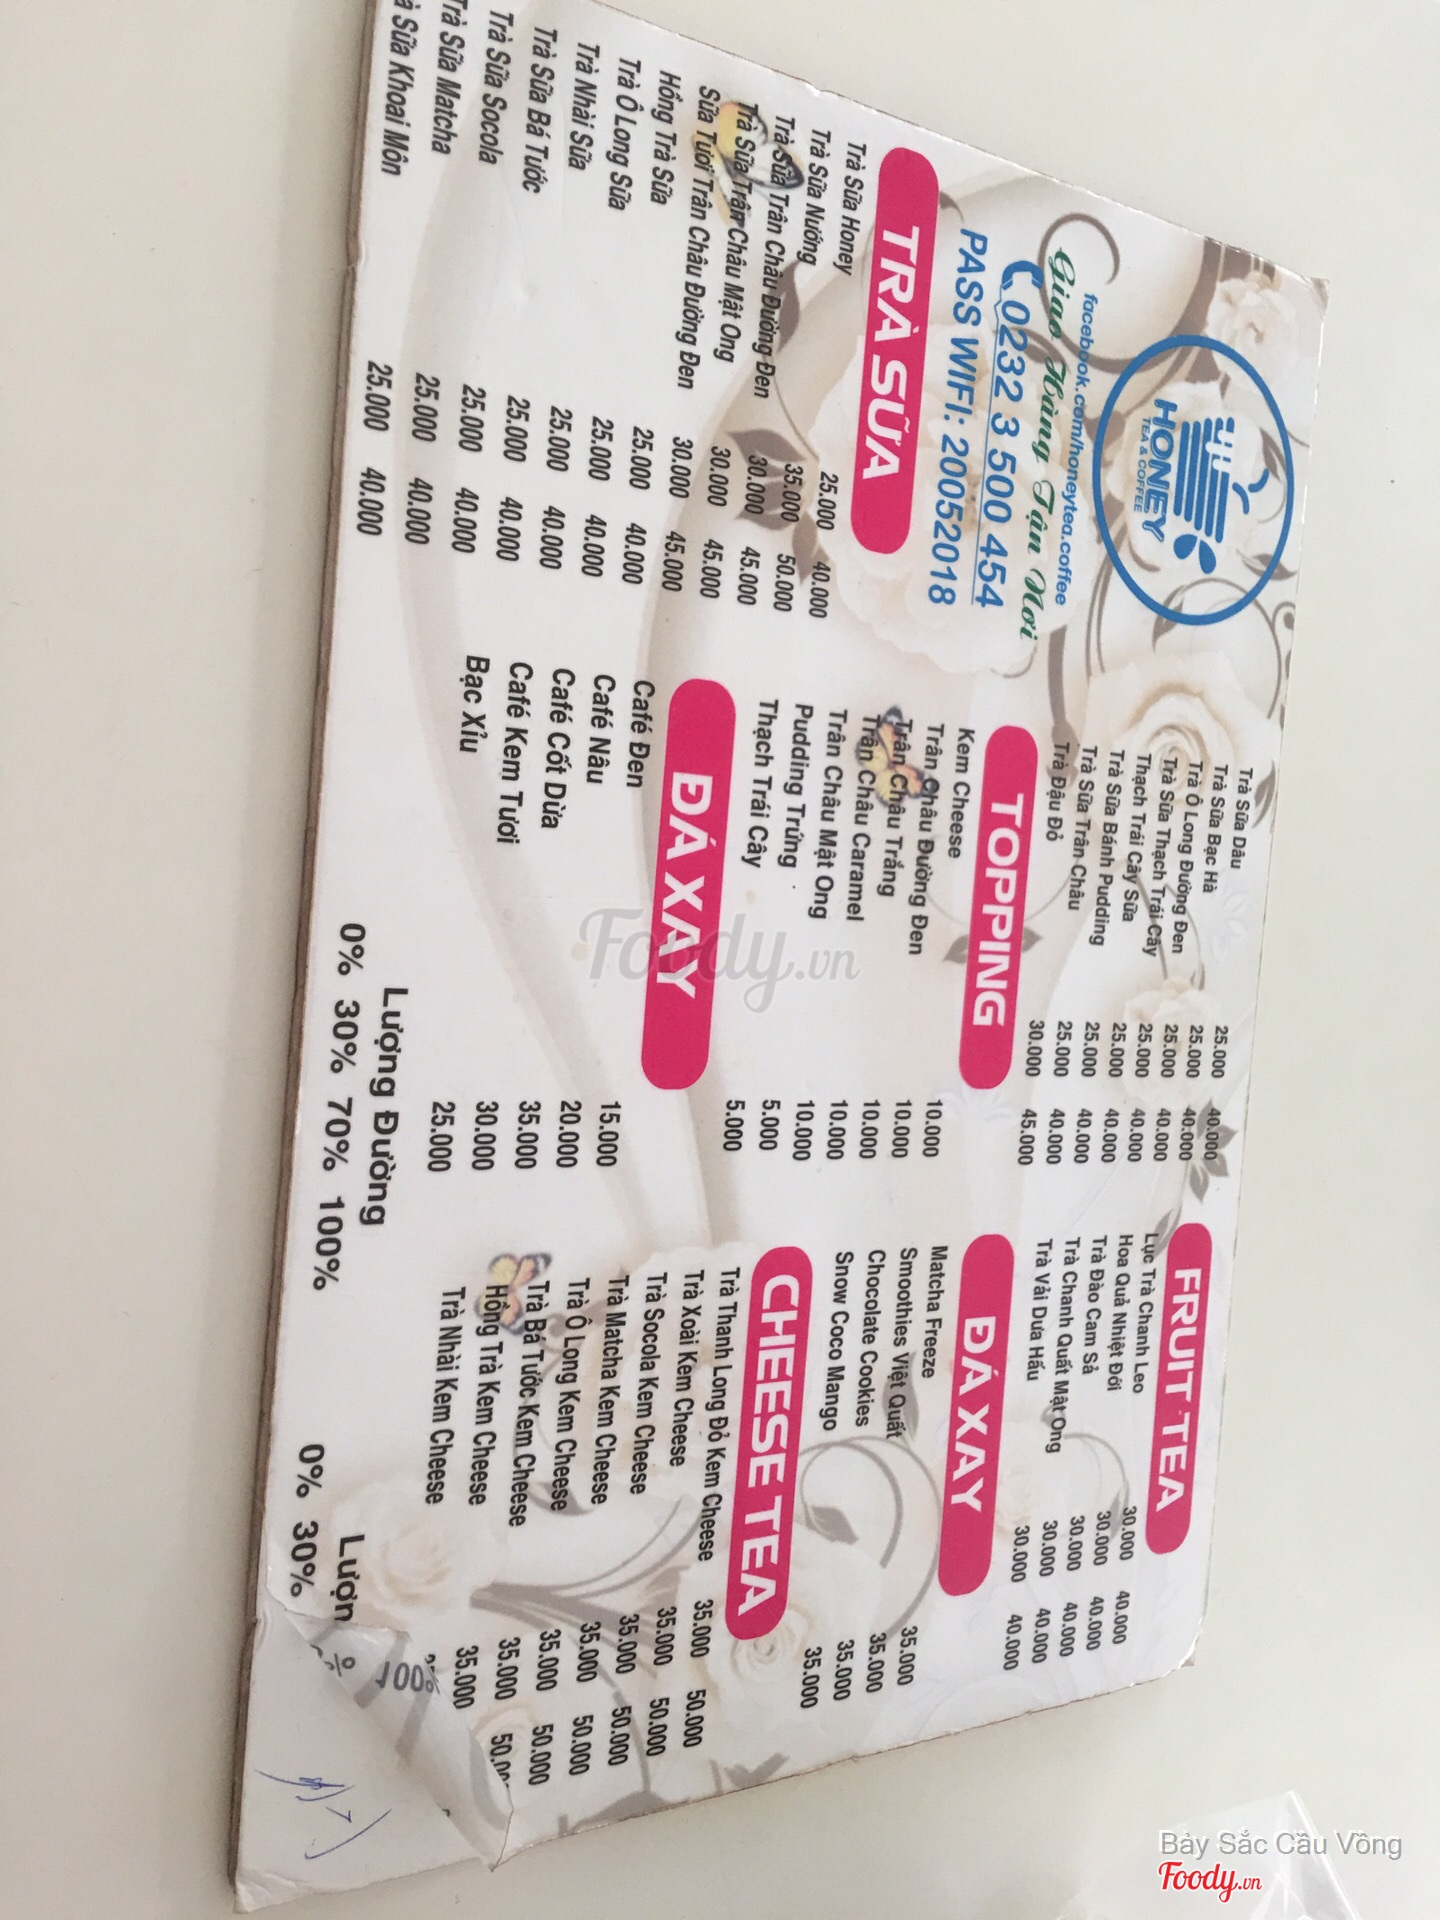 HONEY
TEA & COFFEE
facebook.com/honeytea.coffee
Giao Hàng Tận Nơi
0232 3 500 454
PASS WIFI: 20052018
TRÀ SỮA
Trà Sữa Honey 25.000 40.000
Trà Sữa Nướng 35.000 50.000
Trà Sữa Trân Châu Đường Đen 30.000 45.000
Trà Sữa Trân Châu Mật Ong 30.000 45.000
Sữa Tươi Trân Châu Đường Đen 30.000 45.000
Hồng Trà Sữa 25.000 40.000
Trà Ô Long Sữa 25.000 40.000
Trà Nhài Sữa 25.000 40.000
Trà Sữa Bá Tước 25.000 40.000
Trà Sữa Socola 25.000 40.000
Trà Sữa Matcha 25.000 40.000
Sữa Khoai Môn 25.000 40.000
Trà Sữa Dâu 25.000 40.000
Trà Sữa Bạc Hà 25.000 40.000
Trà Ô Long Đường Đen 25.000 40.000
Trà Sữa Thạch Trái Cây 25.000 40.000
Thạch Trái Cây Sữa 25.000 40.000
Trà Sữa Bánh Pudding 25.000 40.000
Trà Sữa Trân Châu 25.000 40.000
Trà Đậu Đỏ 30.000 45.000
TOPPING
Kem Cheese 10.000
Trân Châu Đường Đen 10.000
Trân Châu Trắng 10.000
Trân Châu Caramel 10.000
Trân Châu Mật Ong 10.000
Pudding Trứng 5.000
Thạch Trái Cây 5.000
ĐÁ XAY
Café Đen 15.000
Café Nâu 20.000
Café Cốt Dừa 35.000
Café Kem Tươi 30.000
Bạc Xỉu 25.000
Lượng Đường
0% 30% 70% 100%
FRUIT TEA
Lục Trà Chanh Leo 30.000 40.000
Hoa Quả Nhiệt Đới 30.000 40.000
Trà Đào Cam Sả 30.000 40.000
Trà Chanh Quất Mật Ong 30.000 40.000
Trà Vải Dưa Hấu 30.000 40.000
ĐÁ XAY
Matcha Freeze 35.000
Smoothies Việt Quất 35.000
Chocolate Cookies 35.000
Snow Coco Mango 35.000
CHEESE TEA
Trà Thanh Long Đỏ Kem Cheese 35.000 50.000
Trà Xoài Kem Cheese 35.000 50.000
Trà Socola Kem Cheese 35.000 50.000
Trà Matcha Kem Cheese 35.000 50.000
Trà Ô Long Kem Cheese 35.000 50.000
Trà Bá Tước Kem Cheese 35.000 50.000
Hồng Trà Kem Cheese 35.000
Trà Nhài Kem Cheese
Lượn
0% 30% 100%
Foody.vn
Bảy Sắc Cầu Vồng
Foody.vn